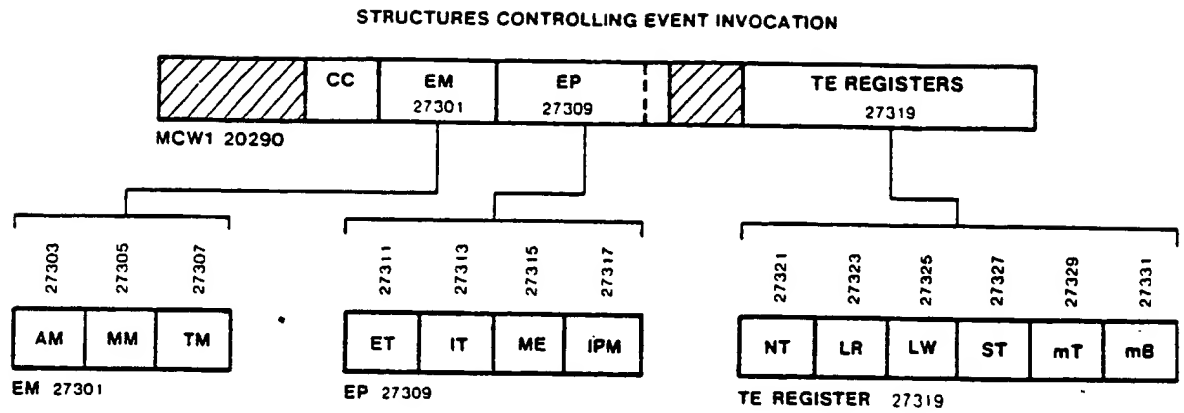 STRUCTURES CONTROLLING EVENT INVOCATION
CC EM EP TE REGISTERS
27301 27309 27319
MCW1 20290
27303 27305 27307 27311 27313 27315 27317 27321 27323 27325 27327 27329 27331
AM MM TM ET IT ME IPM NT LR LW ST mT mB
EM 27301 EP 27309 TE REGISTER 27319